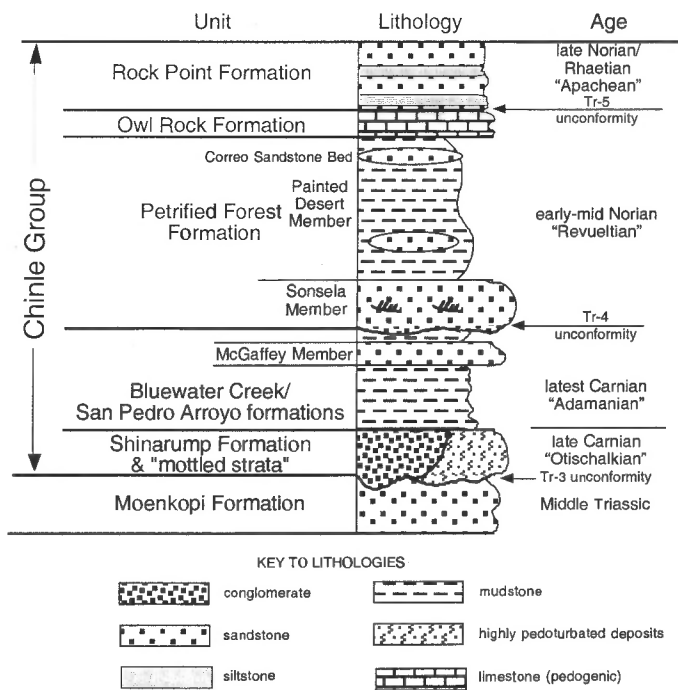 Unit
Lithology
Age
Chinle Group
Rock Point Formation
late Norian/
Rhaetian
"Apachean"
Tr-5
unconformity
Owl Rock Formation
Correo Sandstone Bed
Painted
Desert
Member
Petrified Forest
Formation
early-mid Norian
"Revueltian"
Sonsela
Member
Tr-4
unconformity
McGaffey Member
Bluewater Creek/
San Pedro Arroyo formations
latest Carnian
"Adamanian"
Shinarump Formation
& "mottled strata"
late Carnian
"Otischalkian"
Tr-3 unconformity
Moenkopi Formation
Middle Triassic
KEY TO LITHOLOGIES
conglomerate
mudstone
sandstone
highly pedoturbated deposits
siltstone
limestone (pedogenic)